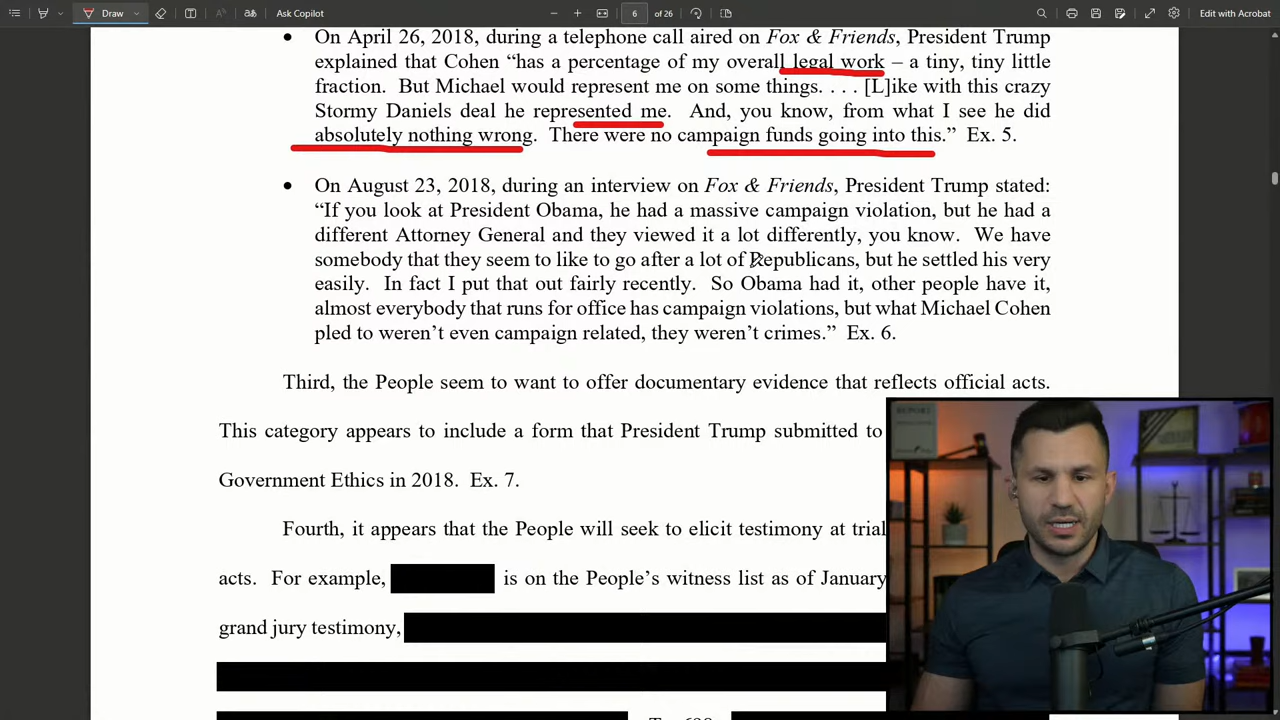 Draw
Ask Copilot
6
of 26
Edit with Acrobat
• On April 26, 2018, during a telephone call aired on Fox & Friends, President Trump
explained that Cohen “has a percentage of my overall legal work – a tiny, tiny little
fraction. But Michael would represent me on some things. . . . [L]ike with this crazy
Stormy Daniels deal he represented me. And, you know, from what I see he did
absolutely nothing wrong. There were no campaign funds going into this.” Ex. 5.
• On August 23, 2018, during an interview on Fox & Friends, President Trump stated:
“If you look at President Obama, he had a massive campaign violation, but he had a
different Attorney General and they viewed it a lot differently, you know. We have
somebody that they seem to like to go after a lot of Republicans, but he settled his very
easily. In fact I put that out fairly recently. So Obama had it, other people have it,
almost everybody that runs for office has campaign violations, but what Michael Cohen
pled to weren’t even campaign related, they weren’t crimes.” Ex. 6.
Third, the People seem to want to offer documentary evidence that reflects official acts.
This category appears to include a form that President Trump submitted to
Government Ethics in 2018. Ex. 7.
Fourth, it appears that the People will seek to elicit testimony at trial
acts. For example, is on the People’s witness list as of January
grand jury testimony,